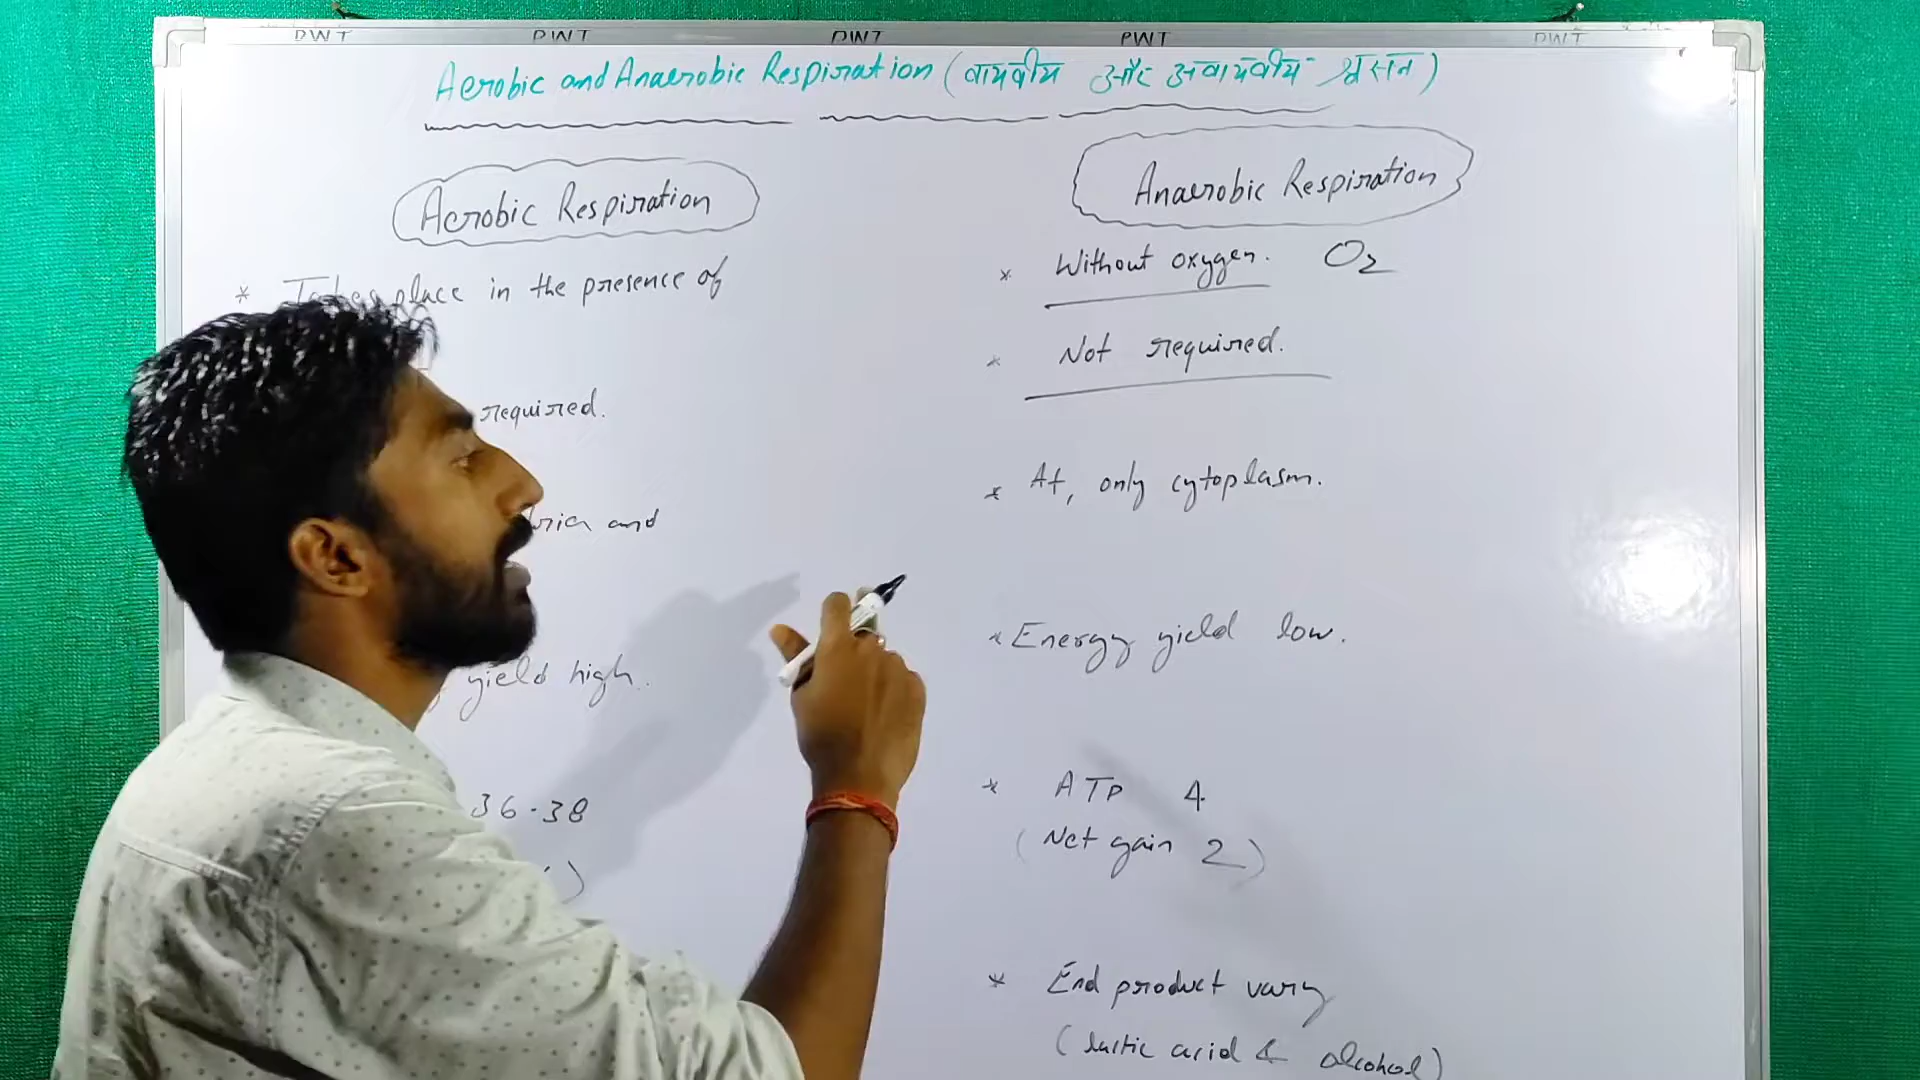 PWT PWT PWT PWT PWT
Aerobic and Anaerobic Respiration (वायवीय और अवायवीय श्वसन)
Aerobic Respiration
* Takes place in the presence of
required.
and
yield high.
36-38
)
Anaerobic Respiration
* Without oxygen. O2
* Not required.
* At, only cytoplasm.
* Energy yield low.
* ATP 4
(Net gain 2)
* End product vary
(lactic acid & alcohol)